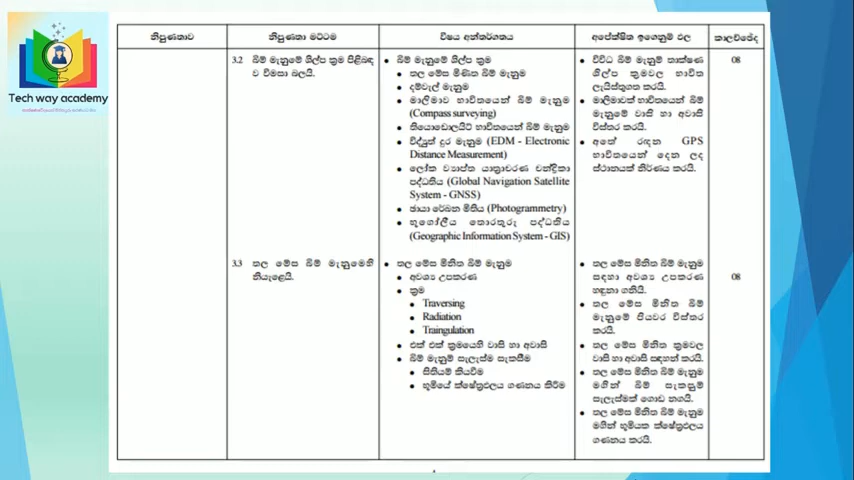 නිපුණතාව
නිපුණතා මට්ටම
විෂය අන්තර්ගතය
අපේක්ෂිත ඉගෙනුම් ඵල
කාලච්ඡේද
Tech way academy
3.2 බිම් මැනුමේ ශිල්ප ක්‍රම පිළිබඳ
ව විමසා බලයි.
• බිම් මැනුමේ ශිල්ප ක්‍රම
• තල මේස මිණිත බිම් මැනුම
• දම්වැල් මැනුම
• මාලිමාව භාවිතයෙන් බිම් මැනුම
(Compass surveying)
• තියොඩොලයිට් භාවිතයෙන් බිම් මැනුම
• විද්‍යුත් දුර මැනුම (EDM - Electronic
Distance Measurement)
• ලෝක ව්‍යාප්ත යාත්‍රාචරණ චන්ද්‍රිකා
පද්ධතිය (Global Navigation Satellite
System - GNSS)
• ඡායා රේඛන මිතිය (Photogrammetry)
• භූගෝලීය තොරතුරු පද්ධතිය
(Geographic Information System - GIS)
• විවිධ බිම් මැනුම් තාක්ෂණ
ශිල්ප ක්‍රමවල භාවිත
ලැයිස්තුගත කරයි.
• මාලිමාවක් භාවිතයෙන් බිම්
මැනුමේ වාසි හා අවාසි
විස්තර කරයි.
• අතේ රඳන GPS
භාවිතයෙන් දෙන ලද
ස්ථානයක් නිර්ණය කරයි.
08
3.3 තල මේස බිම් මැනුමෙහි
නියැළෙයි.
• තල මේස මිනිත බිම් මැනුම
• අවශ්‍ය උපකරණ
• ක්‍රම
• Traversing
• Radiation
• Traingulation
• එක් එක් ක්‍රමයෙහි වාසි හා අවාසි
• බිම් මැනුම් සැලැස්ම සැකසීම
• සිතියම් කියවීම
• භූමියේ ක්ෂේත්‍රඵලය ගණනය කිරීම
• තල මේස මිනිත බිම් මැනුම
සඳහා අවශ්‍ය උපකරණ
හඳුනා ගනියි.
• තල මේස මිනිත බිම්
මැනුමේ පියවර විස්තර
කරයි.
• තල මේස මිනිත ක්‍රමවල
වාසි හා අවාසි සඳහන් කරයි.
• තල මේස මිනිත බිම් මැනුම
මගින් බිම් සැකසුම්
සැලැස්මක් ගොඩ නගයි.
• තල මේස මිනිත බිම් මැනුම
මගින් භූමියක ක්ෂේත්‍රඵලය
ගණනය කරයි.
08